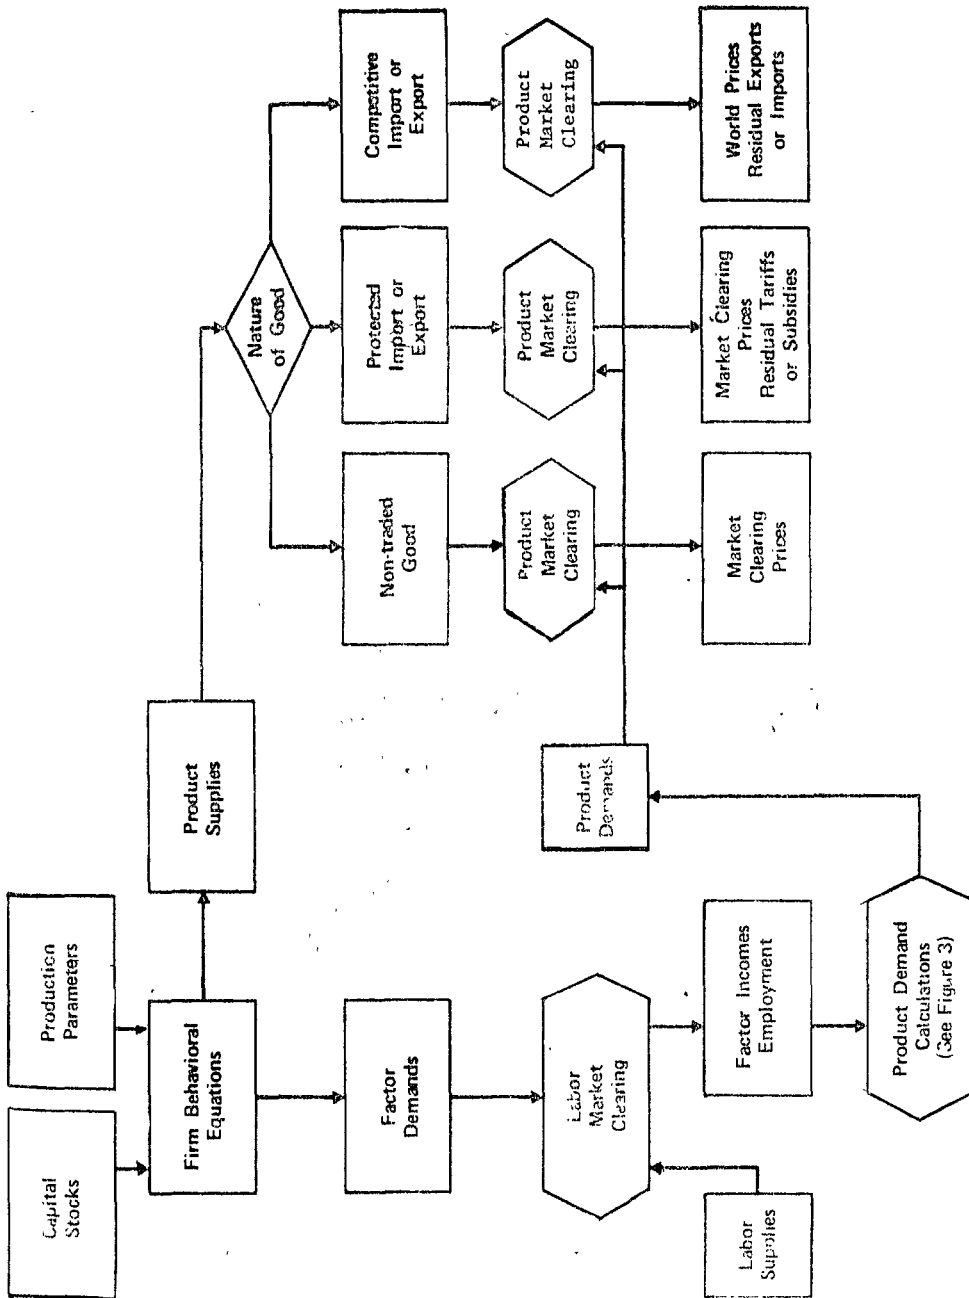 Capital
Stocks
Production
Parameters
Firm Behavioral
Equations
Product
Supplies
Nature
of Good
Factor
Demands
Non-traded
Good
Protected
Import or
Export
Competitive
Import or
Export
Labor
Market
Clearing
Product
Demands
Product
Market
Clearing
Product
Market
Clearing
Product
Market
Clearing
Labor
Supplies
Factor Incomes
Employment
Market
Clearing
Prices
Market Clearing
Prices
Residual Tariffs
or Subsidies
World Prices
Residual Exports
or Imports
Product Demand
Calculations
(See Figure 3)